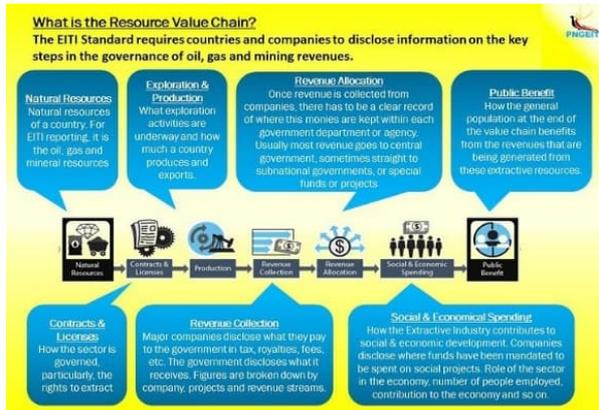 What is the Resource Value Chain?
The EITI Standard requires countries and companies to disclose information on the key
steps in the governance of oil, gas and mining revenues.
PNGEITI
Natural Resources
Natural resources
of a country. For
EITI reporting, it is
the oil, gas and
mineral resources
Exploration &
Production
What exploration
activities are
underway and how
much a country
produces and
exports.
Revenue Allocation
Once revenue is collected from
companies, there has to be a clear record
of where this monies are kept within each
government department or agency.
Usually most revenue goes to central
government, sometimes straight to
subnational governments, or special
funds or projects
Public Benefit
How the general
population at the end of
the value chain benefits
from the revenues that are
being generated from
these extractive resources.
Natural
Resources
Contracts &
Licenses
Production
Revenue
Collection
Revenue
Allocation
Social & Economic
Spending
Public
Benefit
Contracts &
Licenses
How the sector is
governed,
particularly, the
rights to extract
Revenue Collection
Major companies disclose what they pay
to the government in tax, royalties, fees,
etc. The government discloses what it
receives. Figures are broken down by
company, projects and revenue streams.
Social & Economical Spending
How the Extractive Industry contributes to
social & economic development. Companies
disclose where funds have been mandated to
be spent on social projects. Role of the sector
in the economy, number of people employed,
contribution to the economy and so on.